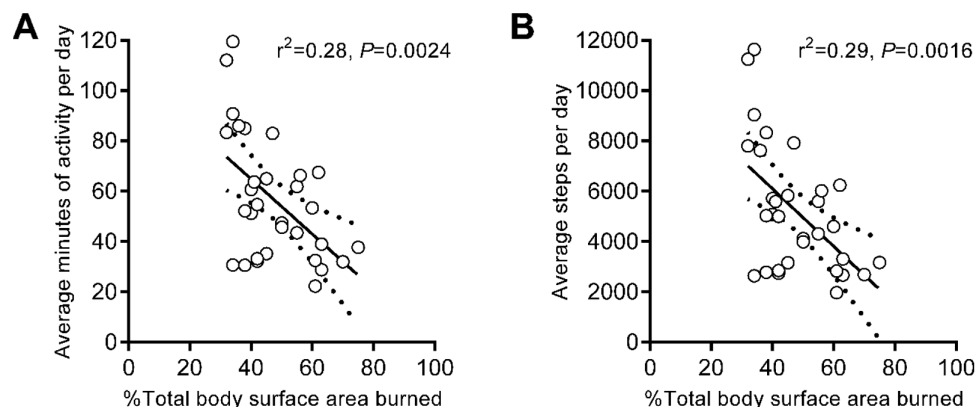 A
B
r²=0.28, P=0.0024
r²=0.29, P=0.0016
Average minutes of activity per day
120
100
80
60
40
20
0
0 20 40 60 80 100
%Total body surface area burned
Average steps per day
12000
10000
8000
6000
4000
2000
0
0 20 40 60 80 100
%Total body surface area burned